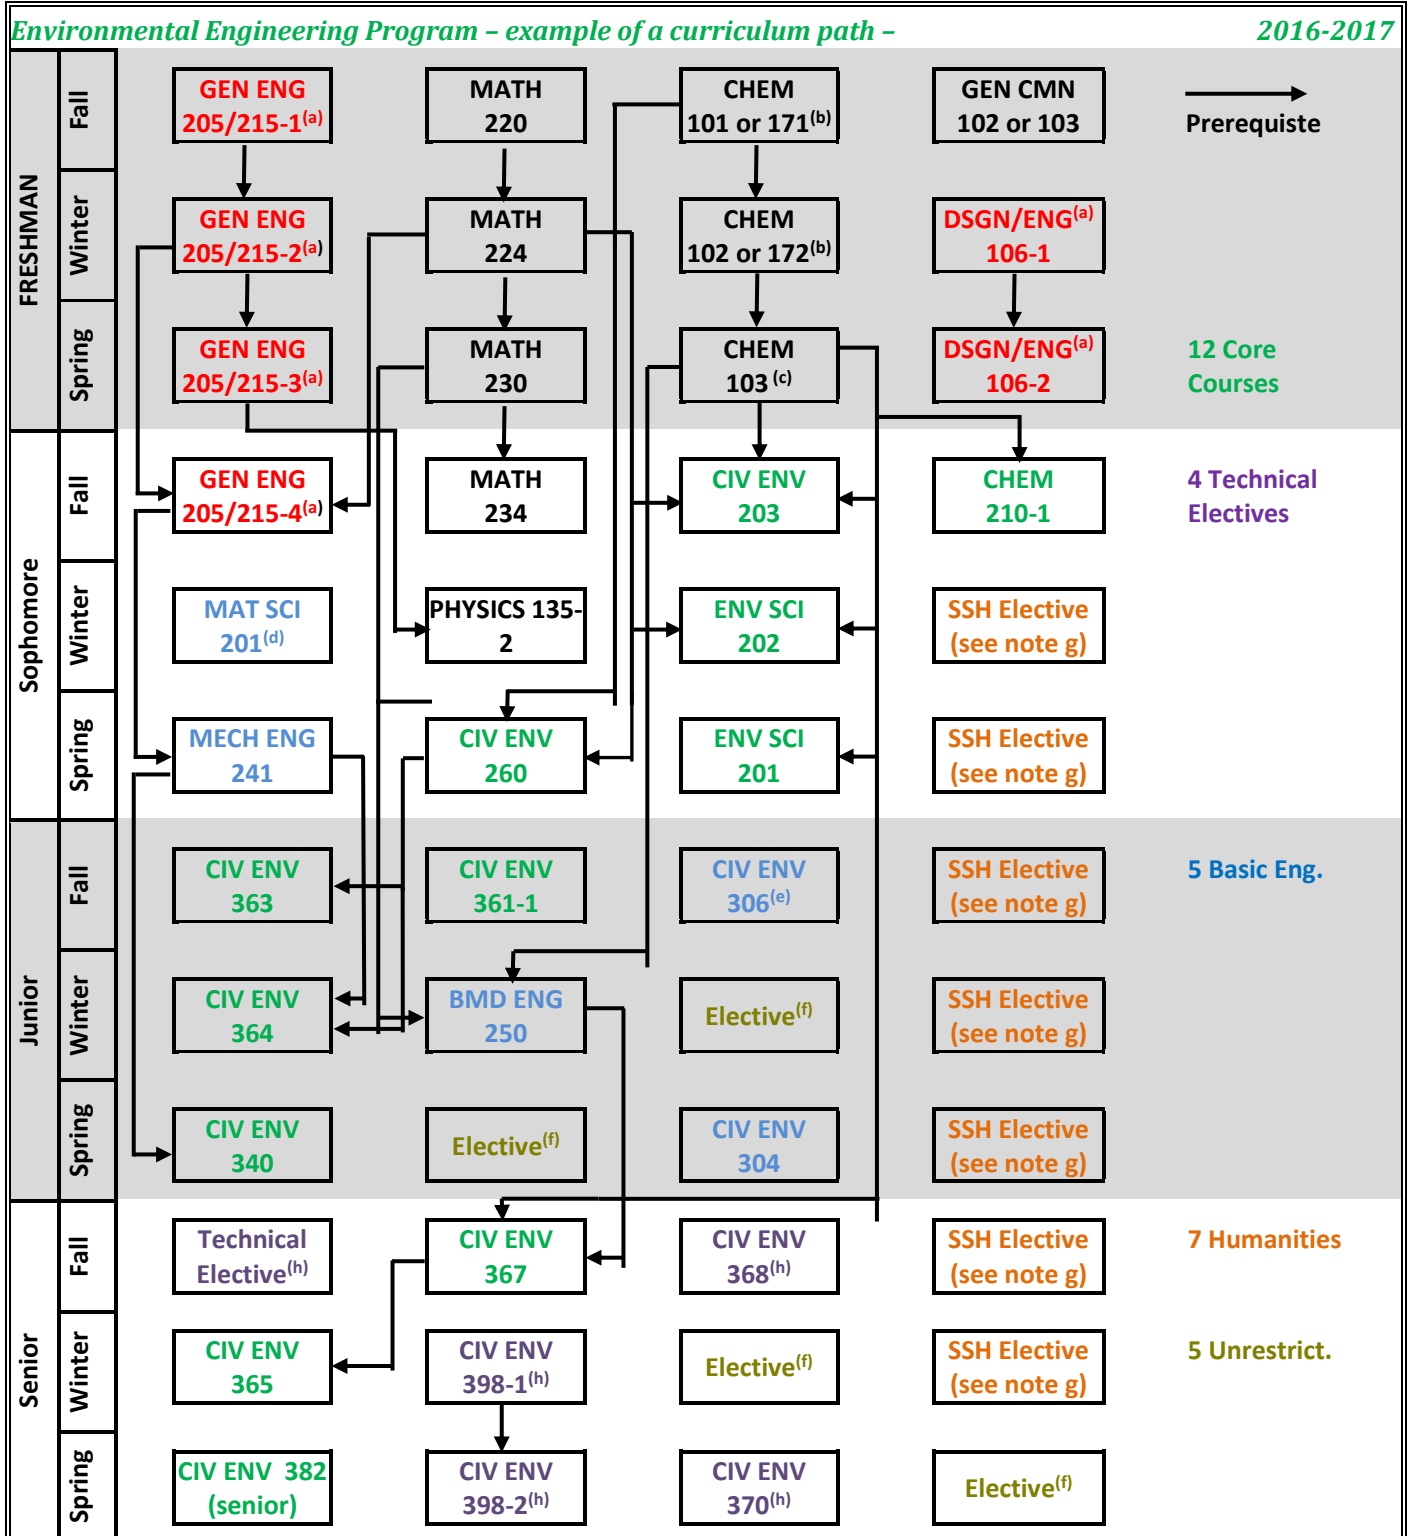 Environmental Engineering Program – example of a curriculum path – 2016-2017
FRESHMAN
Fall
GEN ENG
205/215-1(a)
MATH
220
CHEM
101 or 171(b)
GEN CMN
102 or 103
Prerequiste
Winter
GEN ENG
205/215-2(a)
MATH
224
CHEM
102 or 172(b)
DSGN/ENG(a)
106-1
Spring
GEN ENG
205/215-3(a)
MATH
230
CHEM
103 (c)
DSGN/ENG(a)
106-2
12 Core
Courses
Sophomore
Fall
GEN ENG
205/215-4(a)
MATH
234
CIV ENV
203
CHEM
210-1
4 Technical
Electives
Winter
MAT SCI
201(d)
PHYSICS 135-
2
ENV SCI
202
SSH Elective
(see note g)
Spring
MECH ENG
241
CIV ENV
260
ENV SCI
201
SSH Elective
(see note g)
Junior
Fall
CIV ENV
363
CIV ENV
361-1
CIV ENV
306(e)
SSH Elective
(see note g)
5 Basic Eng.
Winter
CIV ENV
364
BMD ENG
250
Elective(f)
SSH Elective
(see note g)
Spring
CIV ENV
340
Elective(f)
CIV ENV
304
SSH Elective
(see note g)
Senior
Fall
Technical
Elective(h)
CIV ENV
367
CIV ENV
368(h)
SSH Elective
(see note g)
7 Humanities
Winter
CIV ENV
365
CIV ENV
398-1(h)
Elective(f)
SSH Elective
(see note g)
5 Unrestrict.
Spring
CIV ENV 382
(senior)
CIV ENV
398-2(h)
CIV ENV
370(h)
Elective(f)